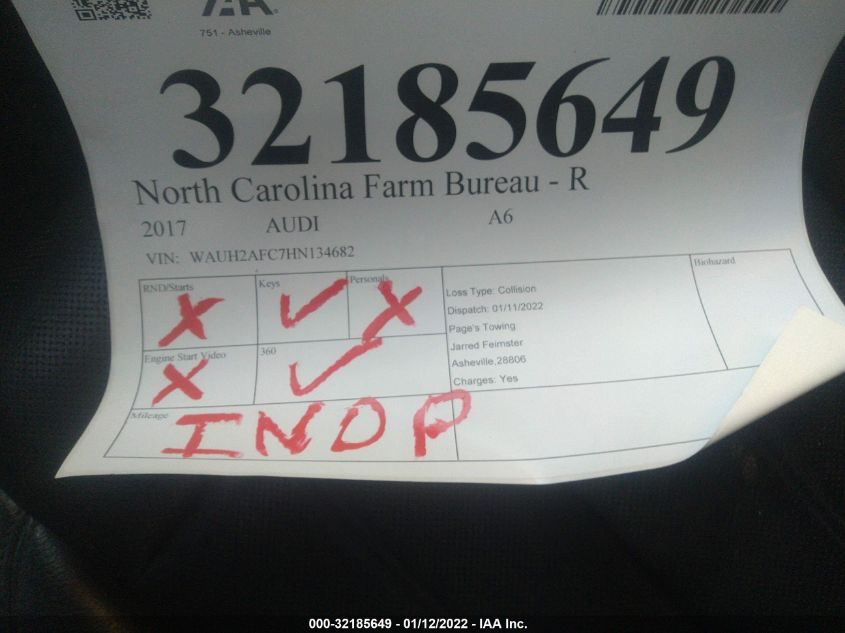 IAA
751 - Asheville
32185649
North Carolina Farm Bureau - R
2017 AUDI A6
VIN: WAUH2AFC7HN134682
RND/Starts Keys Personals
X ✓ X
Engine Start Video 360
X ✓
Mileage
INOP
Loss Type: Collision
Dispatch: 01/11/2022
Page's Towing
Jarred Feimster
Asheville,28806
Charges: Yes
Biohazard
000-32185649 - 01/12/2022 - IAA Inc.